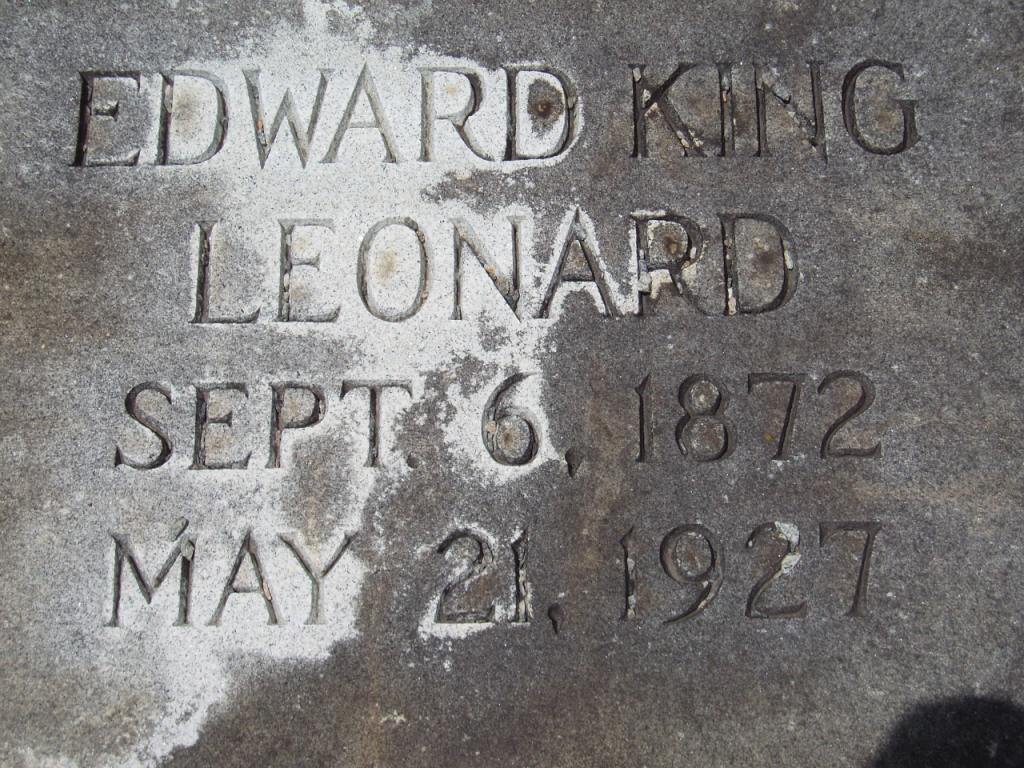 EDWARD KING
LEONARD
SEPT. 6, 1872
MAY 21, 1927